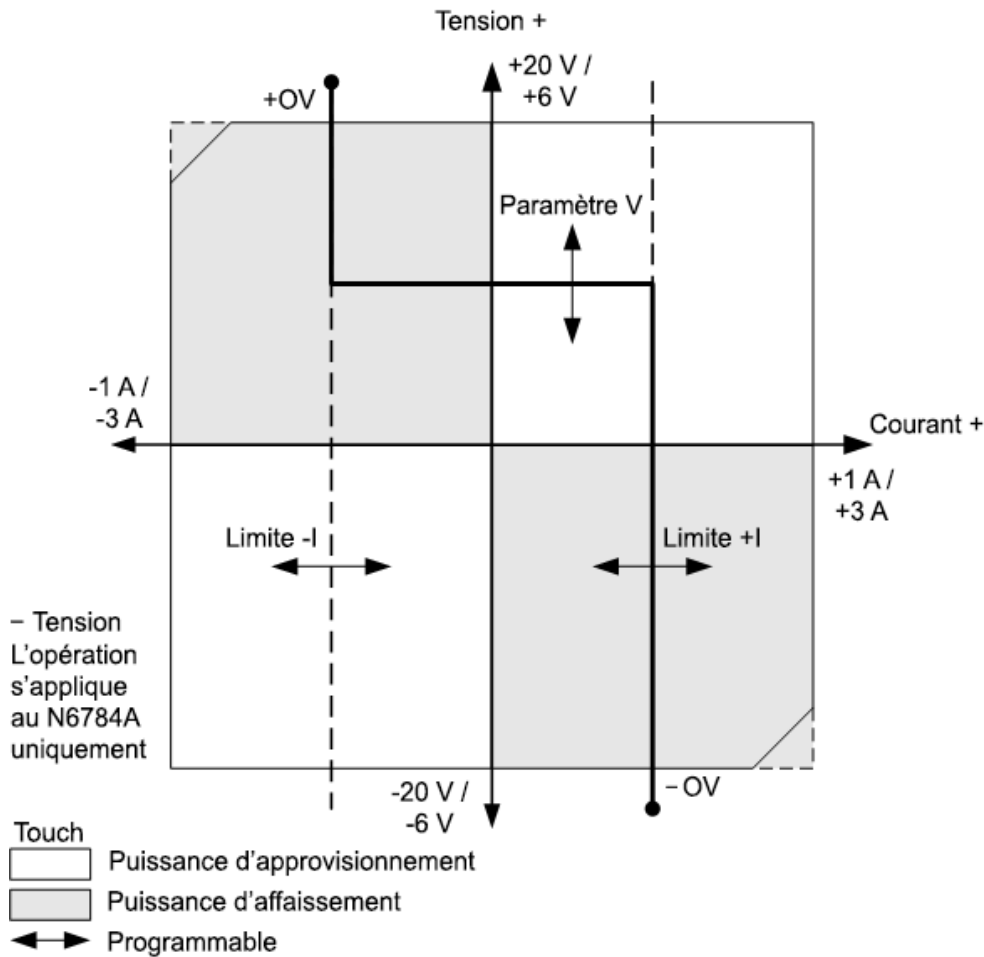 Tension +
+20 V /
+6 V
+OV
Paramètre V
-1 A /
-3 A
Courant +
+1 A /
+3 A
Limite -I
Limite +I
– Tension
L'opération
s'applique
au N6784A
uniquement
-20 V /
-6 V
–OV
Touch
Puissance d'approvisionnement
Puissance d'affaissement
Programmable